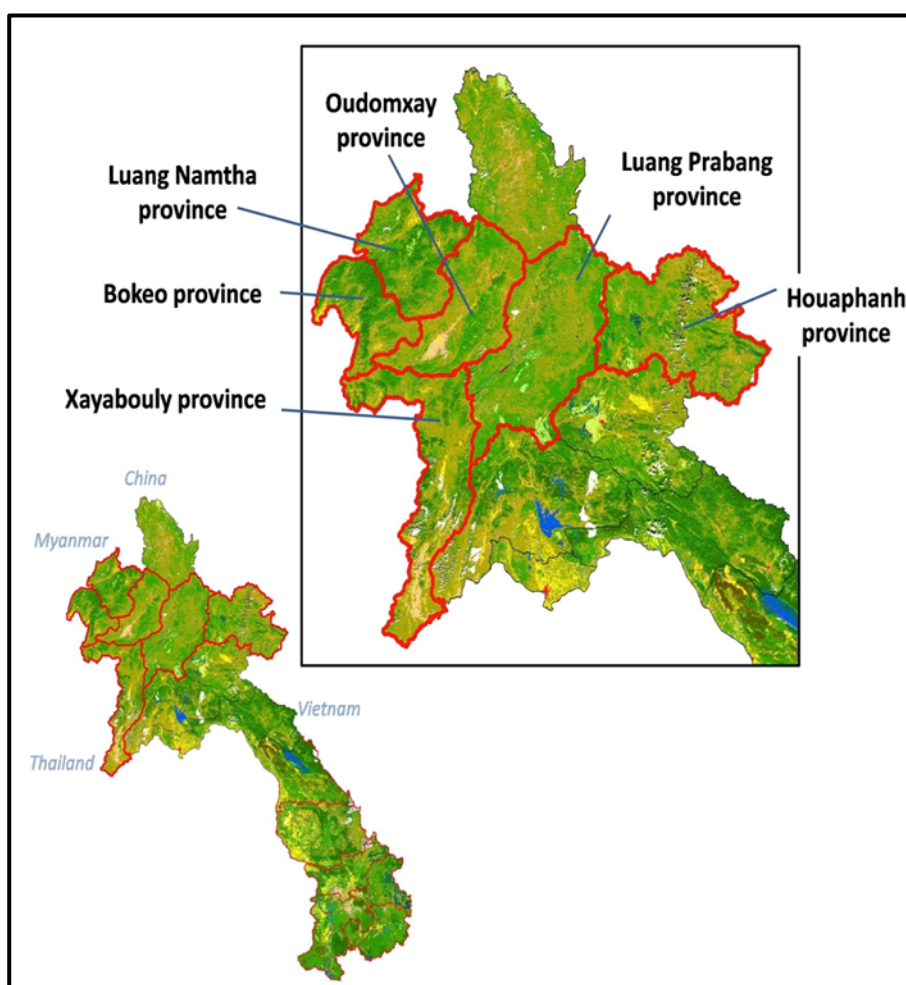 Oudomxay
province
Luang Prabang
province
Luang Namtha
province
Bokeo province
Houaphanh
province
Xayabouly province
China
Myanmar
Vietnam
Thailand